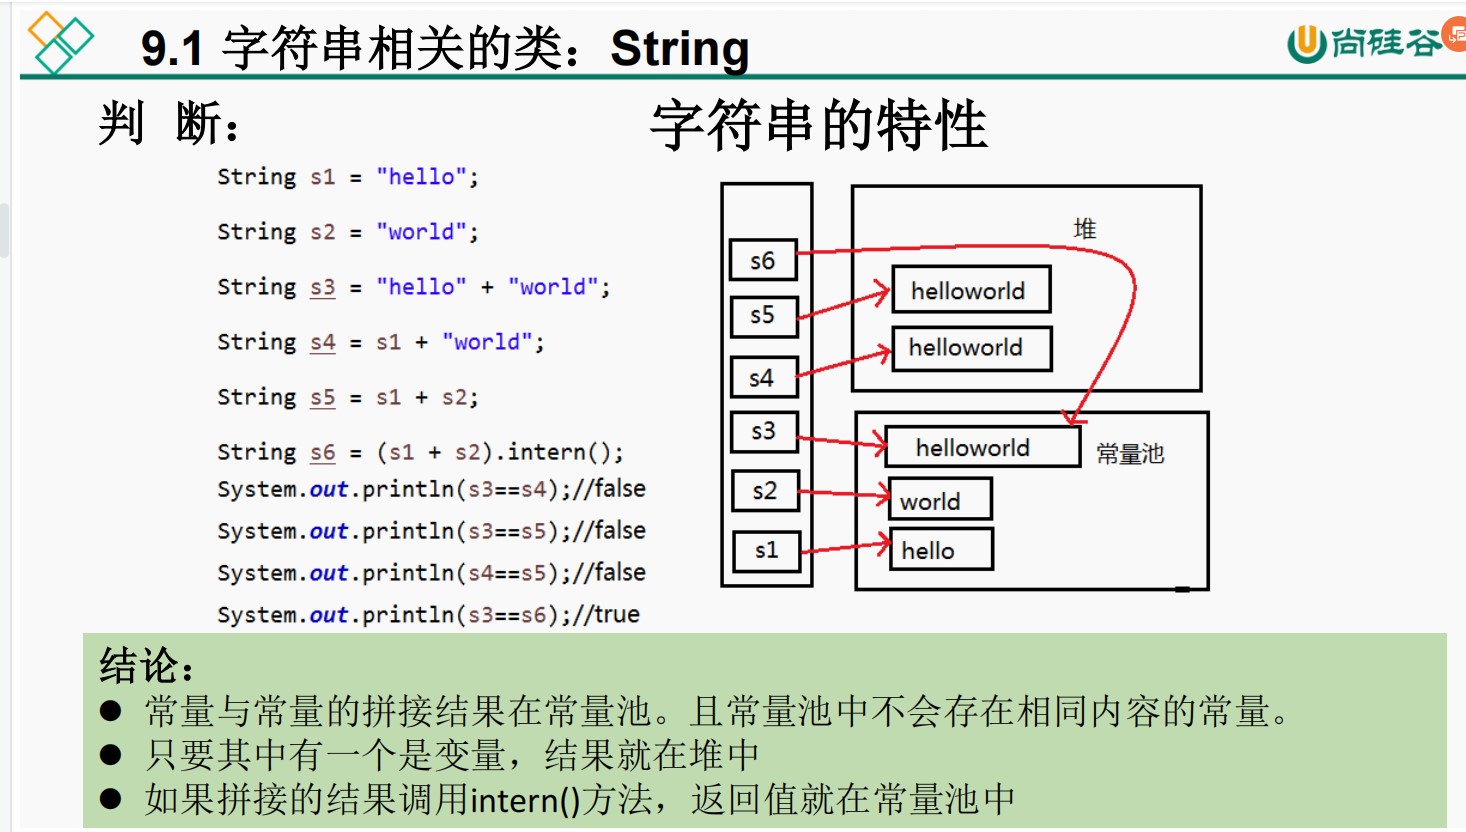 9.1 字符串相关的类：String
尚硅谷
判 断：
字符串的特性
String s1 = "hello";
String s2 = "world";
String s3 = "hello" + "world";
String s4 = s1 + "world";
String s5 = s1 + s2;
String s6 = (s1 + s2).intern();
System.out.println(s3==s4);//false
System.out.println(s3==s5);//false
System.out.println(s4==s5);//false
System.out.println(s3==s6);//true
s6
s5
s4
s3
s2
s1
堆
helloworld
helloworld
helloworld
常量池
world
hello
结论：
● 常量与常量的拼接结果在常量池。且常量池中不会存在相同内容的常量。
● 只要其中有一个是变量，结果就在堆中
● 如果拼接的结果调用intern()方法，返回值就在常量池中